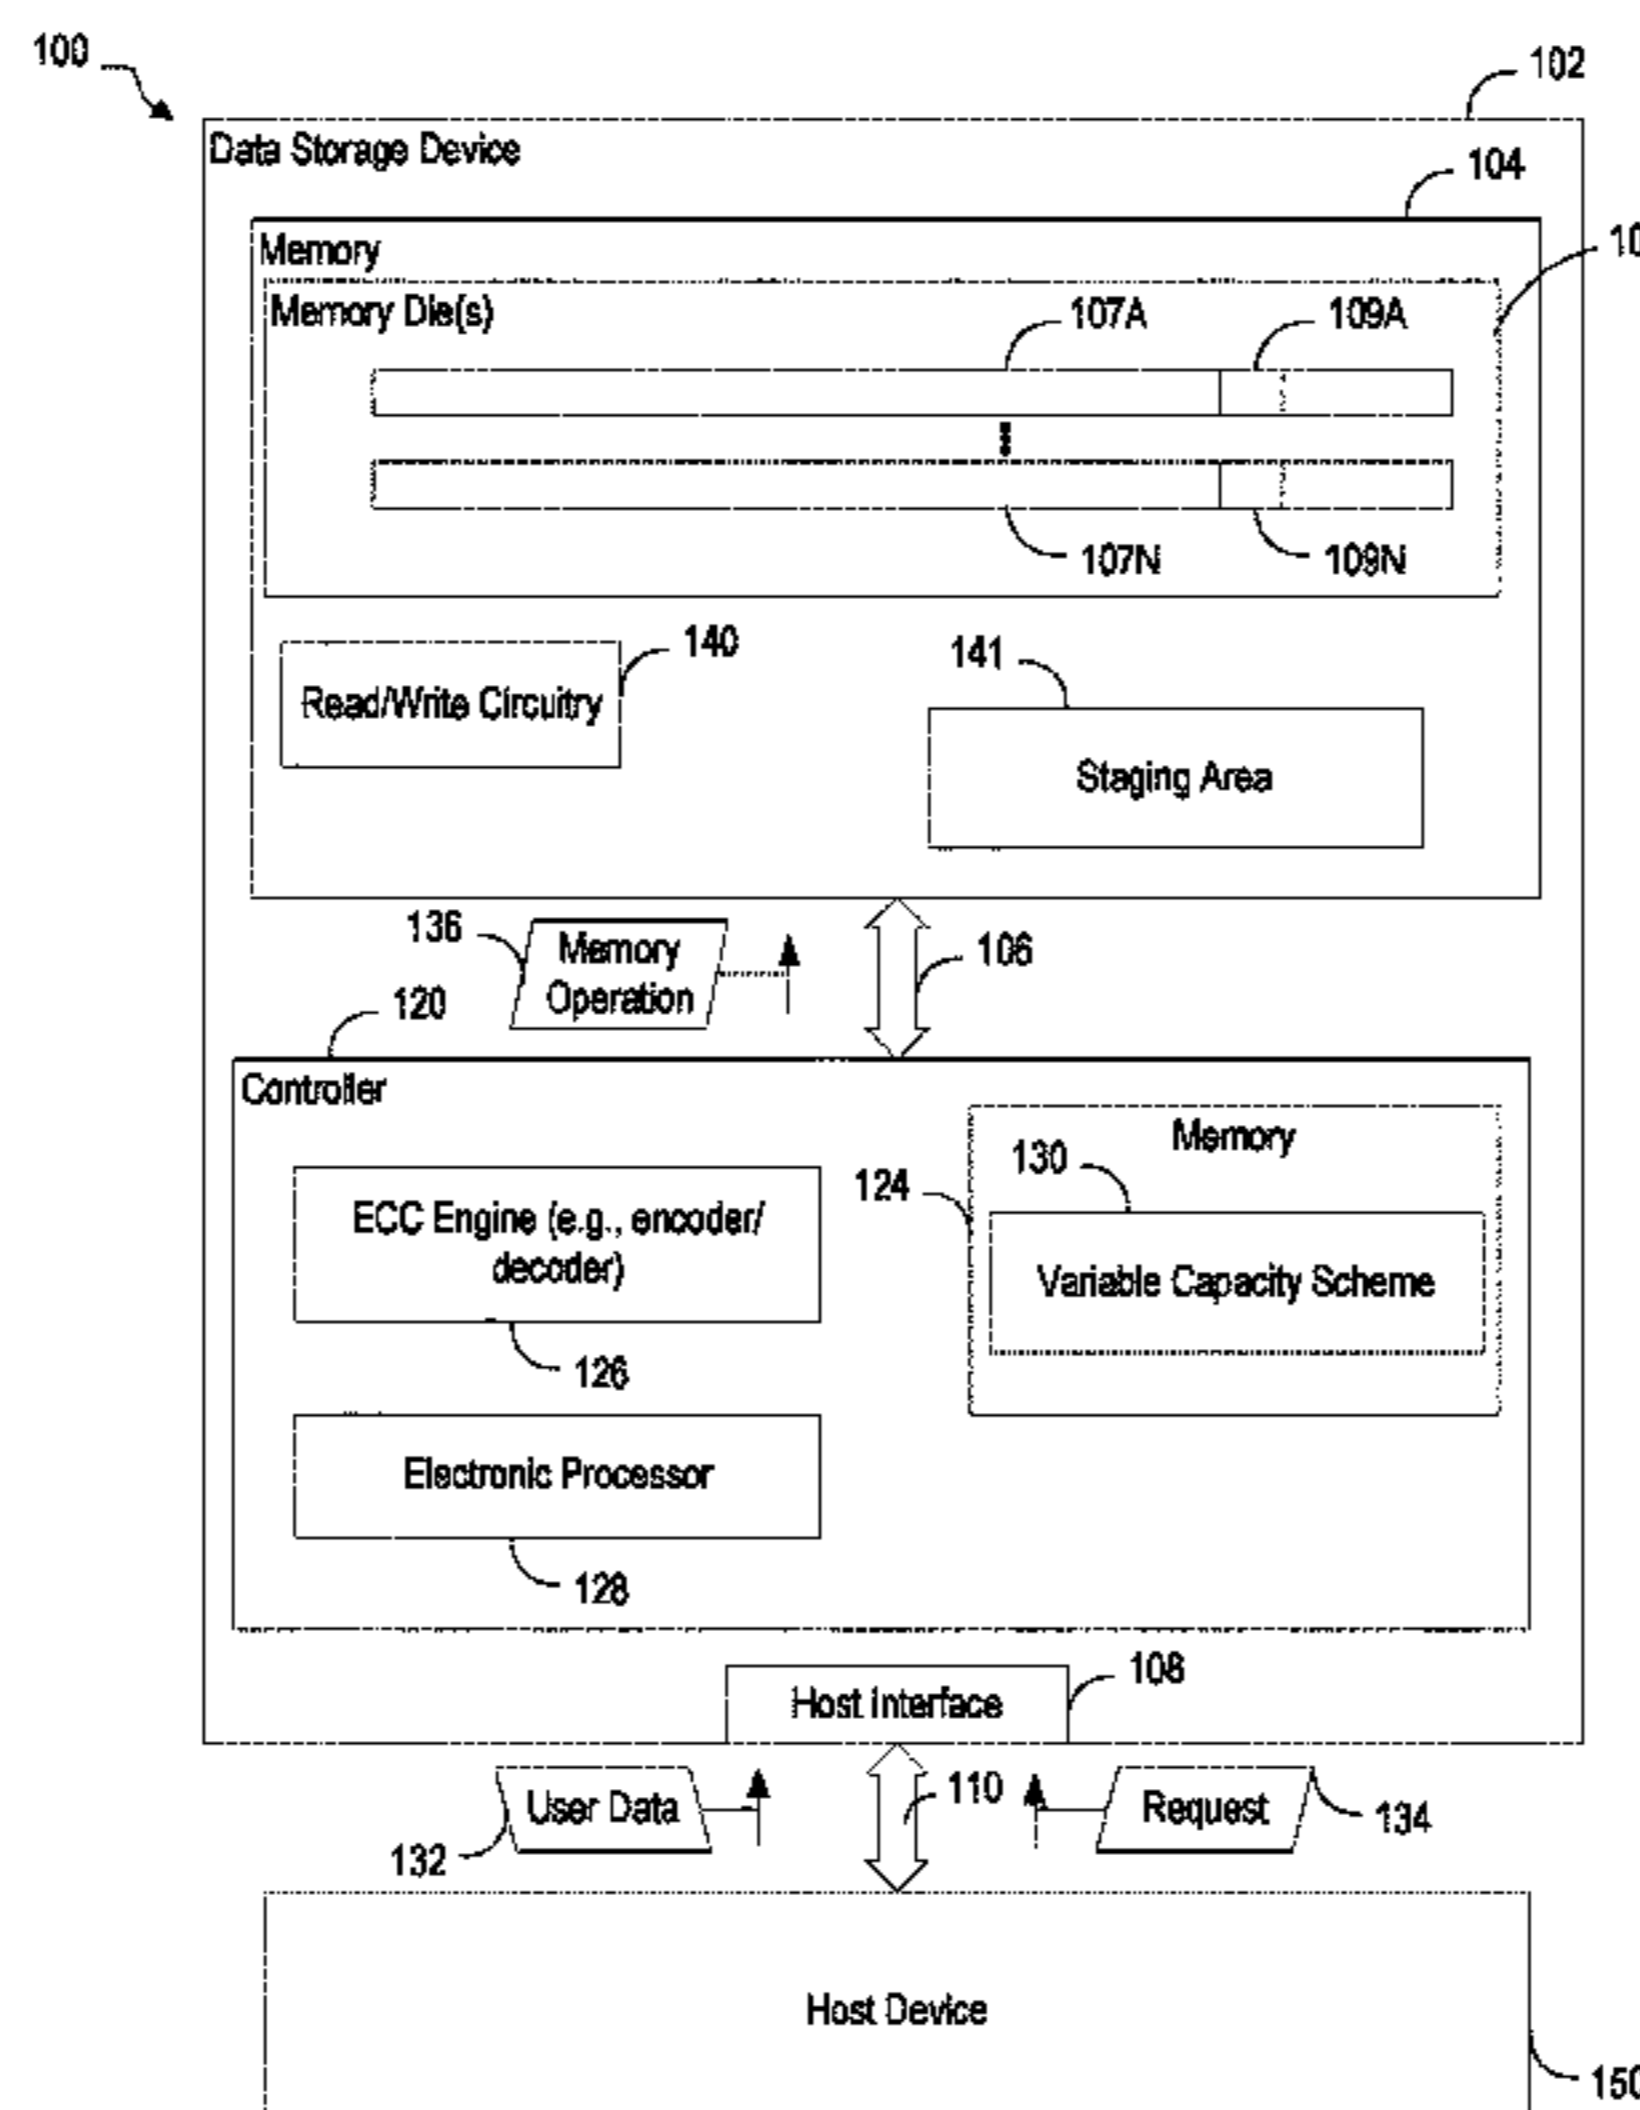 100
102
Data Storage Device
104
Memory
10
Memory Die(s)
107A
109A
107N
109N
140
141
Read/Write Circuitry
Staging Area
136
Memory
Operation
106
120
Controller
Memory
130
124
ECC Engine (e.g., encoder/
decoder)
Variable Capacity Scheme
126
Electronic Processor
128
108
Host Interface
User Data
110
Request
134
132
Host Device
150